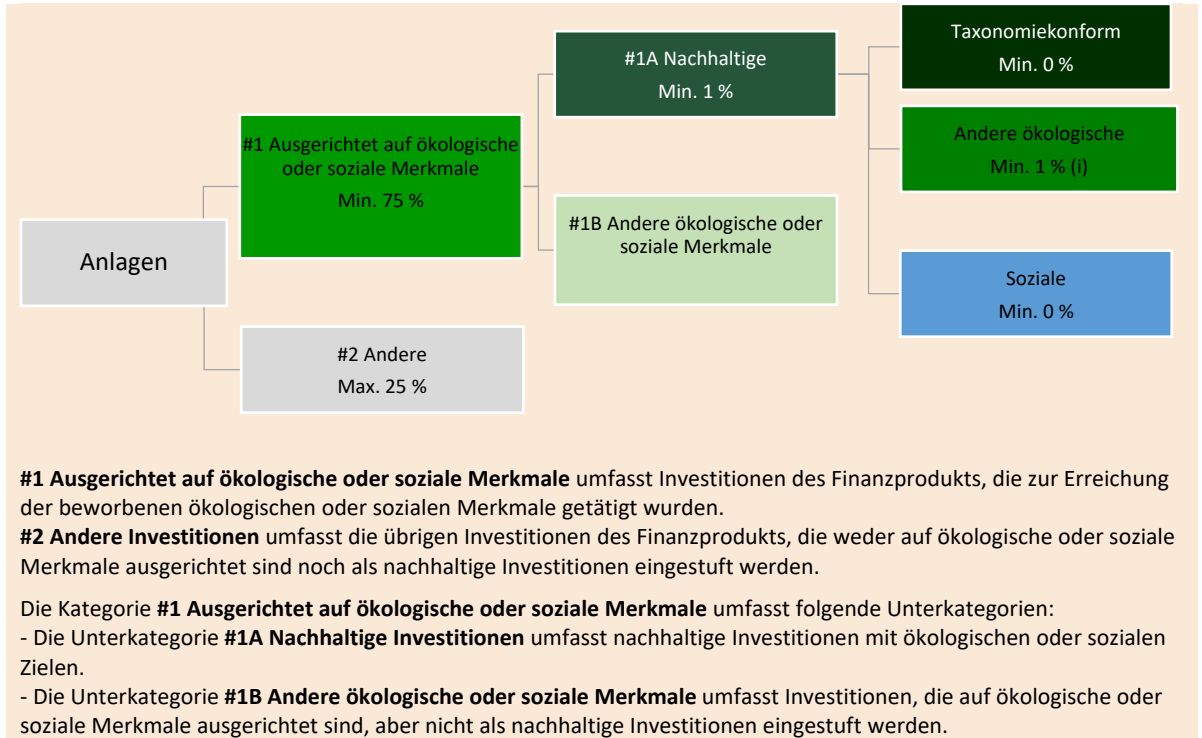 Anlagen
#1 Ausgerichtet auf ökologische
oder soziale Merkmale
Min. 75 %
#2 Andere
Max. 25 %
#1A Nachhaltige
Min. 1 %
#1B Andere ökologische oder
soziale Merkmale
Taxonomiekonform
Min. 0 %
Andere ökologische
Min. 1 % (i)
Soziale
Min. 0 %
#1 Ausgerichtet auf ökologische oder soziale Merkmale umfasst Investitionen des Finanzprodukts, die zur Erreichung
der beworbenen ökologischen oder sozialen Merkmale getätigt wurden.
#2 Andere Investitionen umfasst die übrigen Investitionen des Finanzprodukts, die weder auf ökologische oder soziale
Merkmale ausgerichtet sind noch als nachhaltige Investitionen eingestuft werden.
Die Kategorie #1 Ausgerichtet auf ökologische oder soziale Merkmale umfasst folgende Unterkategorien:
- Die Unterkategorie #1A Nachhaltige Investitionen umfasst nachhaltige Investitionen mit ökologischen oder sozialen
Zielen.
- Die Unterkategorie #1B Andere ökologische oder soziale Merkmale umfasst Investitionen, die auf ökologische oder
soziale Merkmale ausgerichtet sind, aber nicht als nachhaltige Investitionen eingestuft werden.